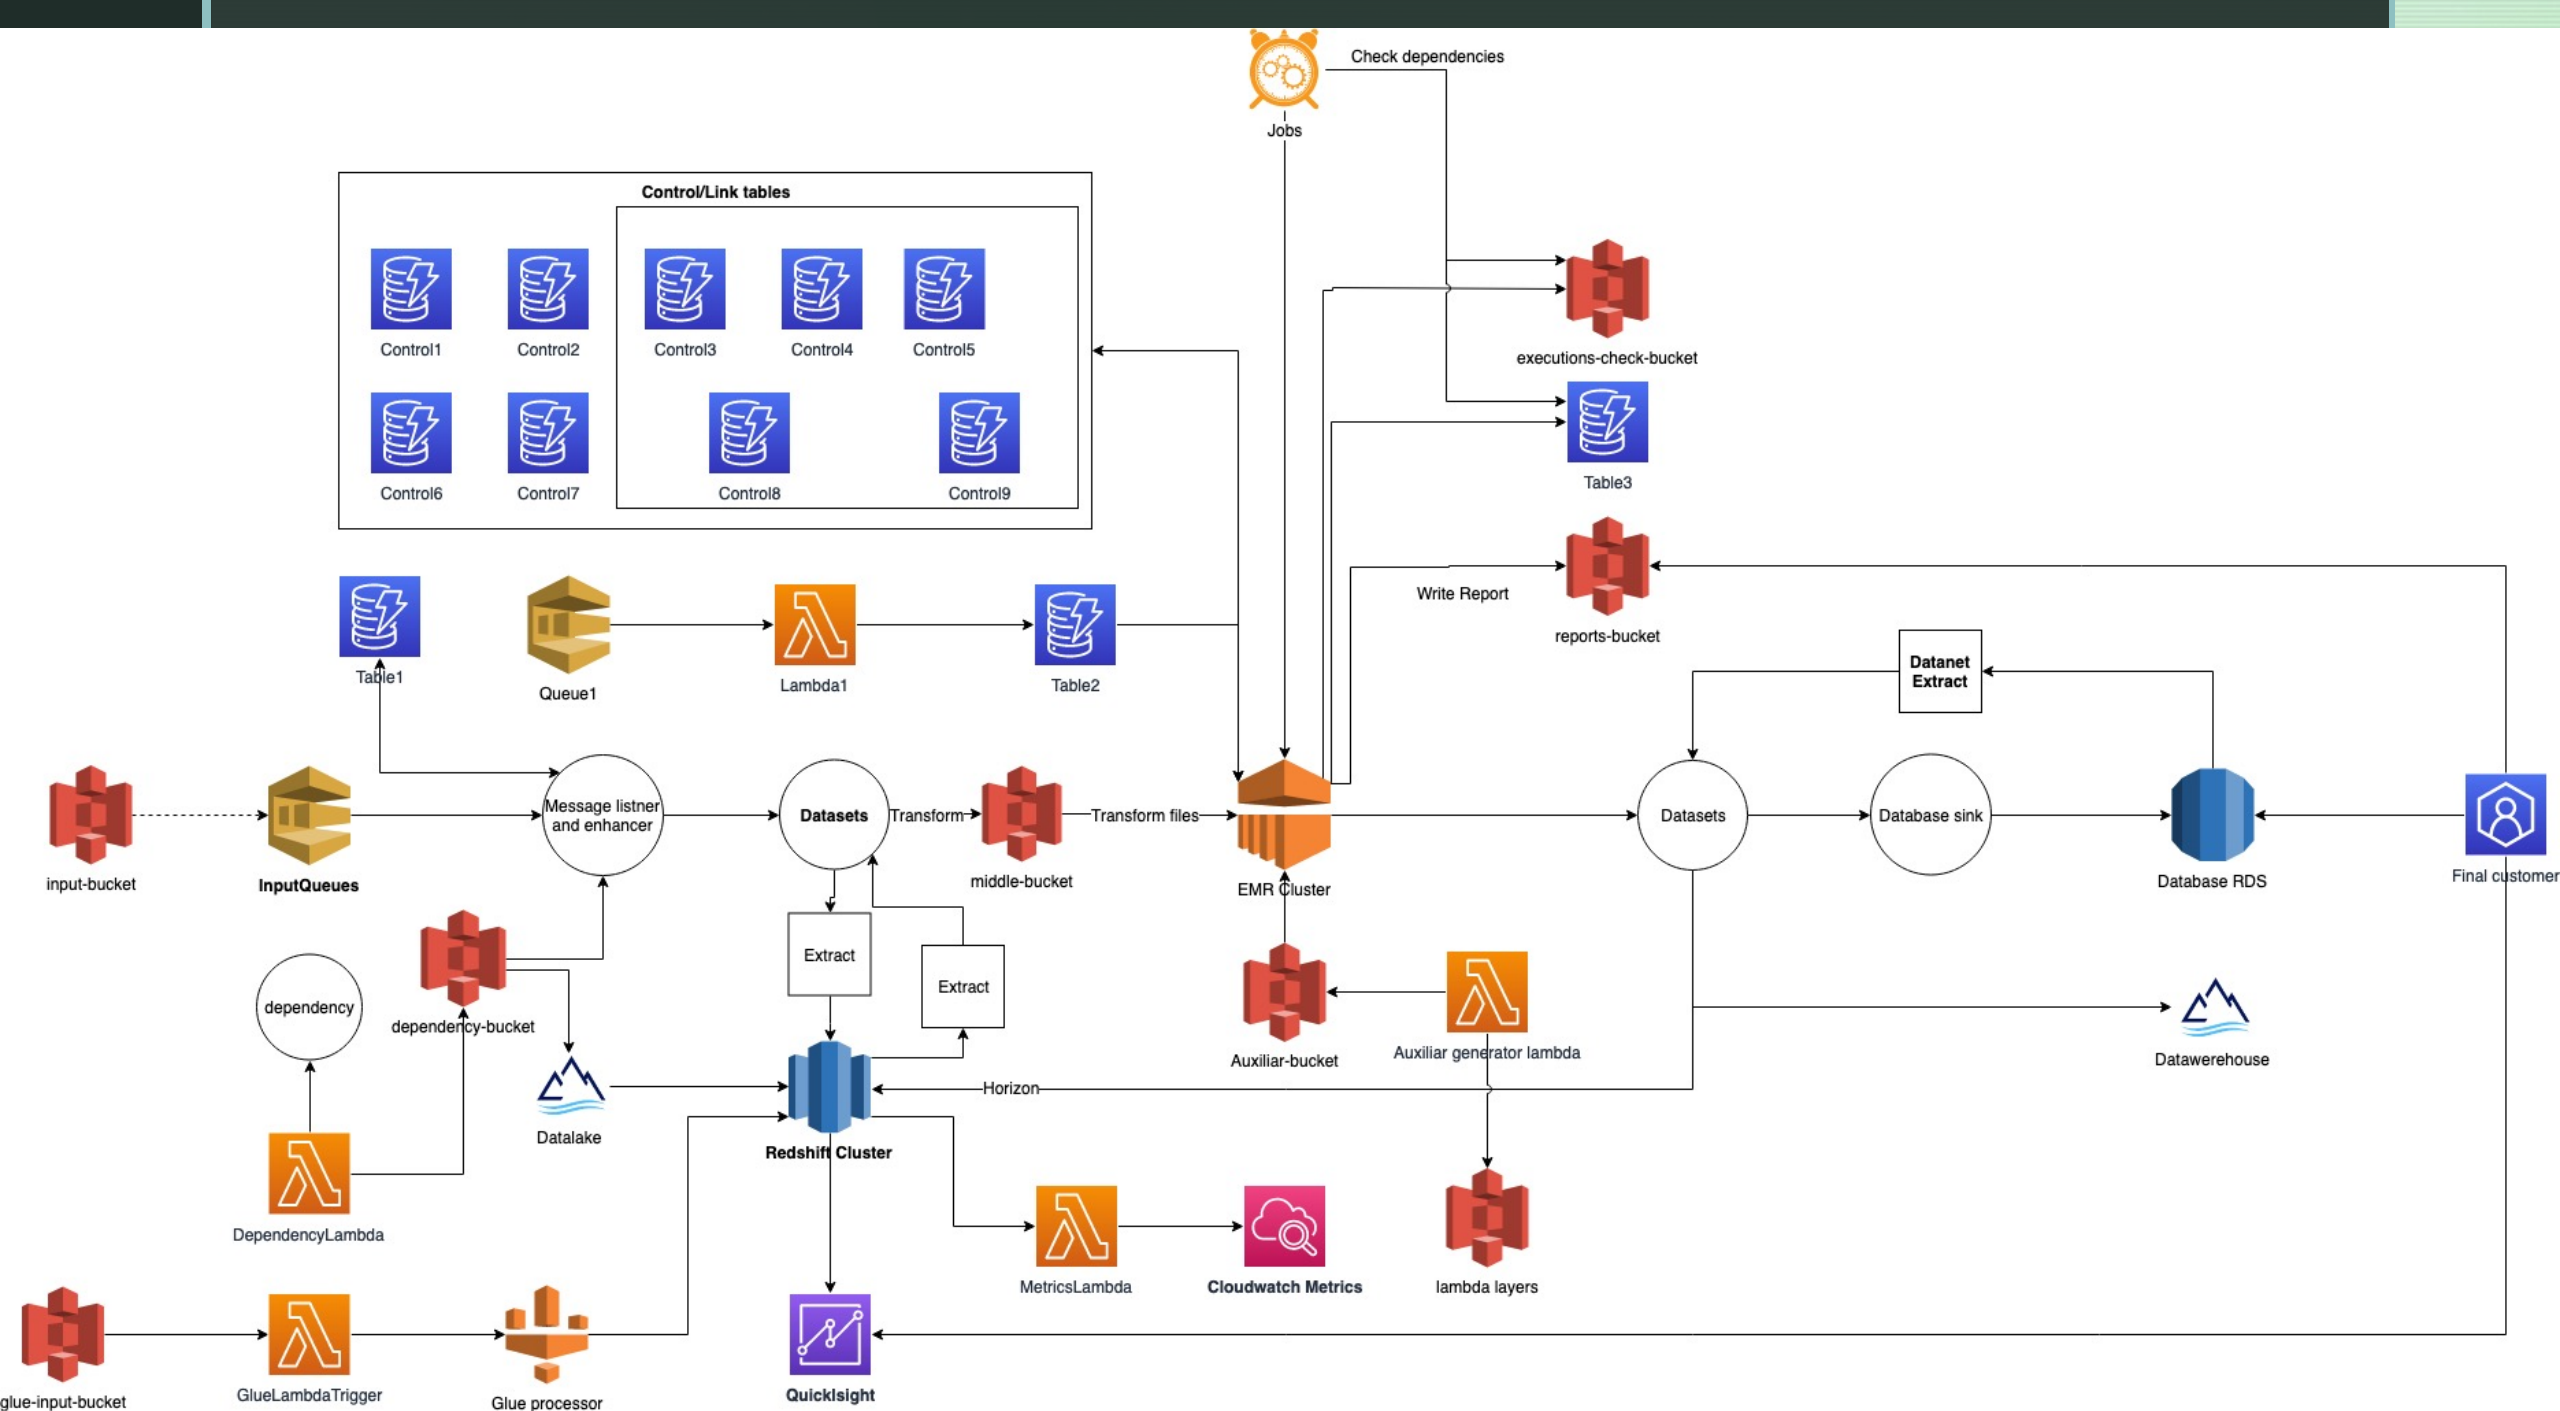 Check dependencies
Jobs
Control/Link tables
Control1
Control2
Control3
Control4
Control5
executions-check-bucket
Control6
Control7
Control8
Control9
Table3
Write Report
reports-bucket
Table1
Queue1
Lambda1
Table2
Datanet
Extract
input-bucket
InputQueues
Message listner
and enhancer
Datasets
Transform
middle-bucket
Transform files
EMR Cluster
Datasets
Database sink
Database RDS
Final customer
dependency
dependency-bucket
Extract
Extract
Auxiliar-bucket
Auxiliar generator lambda
Datawerehouse
Datalake
Horizon
Redshift Cluster
DependencyLambda
MetricsLambda
Cloudwatch Metrics
lambda layers
glue-input-bucket
GlueLambdaTrigger
Glue processor
QuickIsight